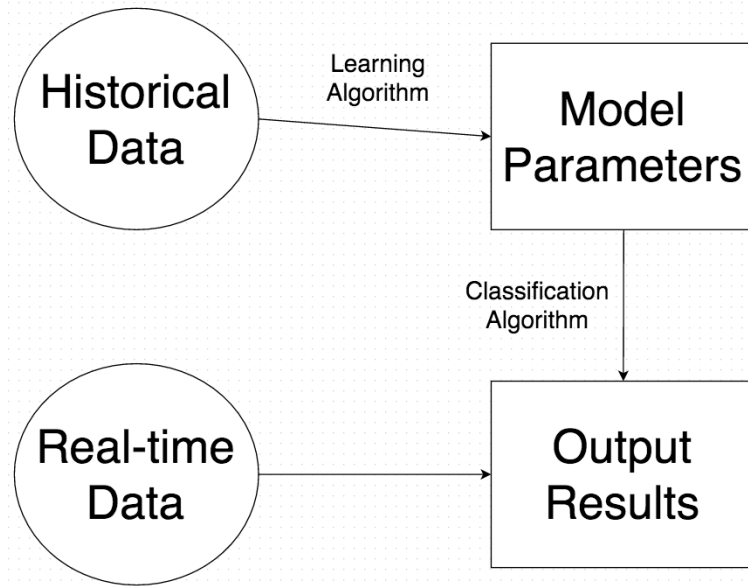 Historical
Data
Learning
Algorithm
Model
Parameters
Classification
Algorithm
Real-time
Data
Output
Results